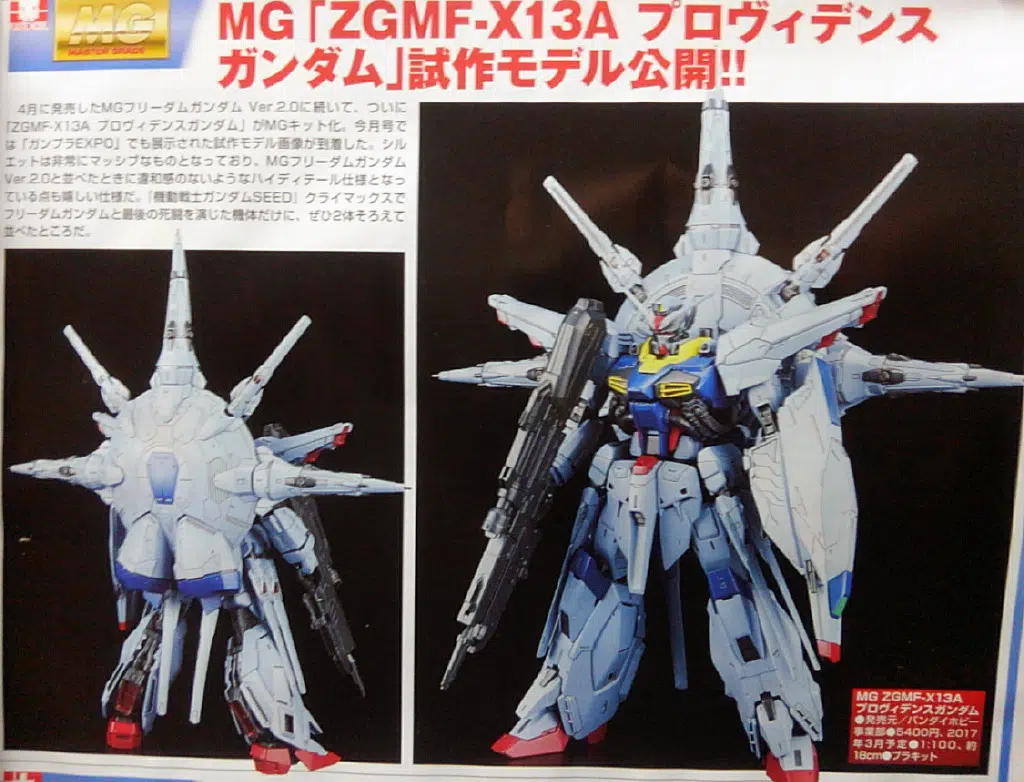 MG
MASTER GRADE
MG「ZGMF-X13A プロヴィデンス
ガンダム」試作モデル公開!!
4月に発売したMGフリーダムガンダム Ver.2.0に続いて、ついに
「ZGMF-X13A プロヴィデンスガンダム」がMGキット化。今月号で
は「ガンプラEXPO」でも展示された試作モデル画像が到着した。シル
エットは非常にマッシブなものとなっており、MGフリーダムガンダム
Ver.2.0と並べたときに違和感のないようなハイディテール仕様となっ
ている点も嬉しい仕様だ。『機動戦士ガンダムSEED』クライマックスで
フリーダムガンダムと最後の死闘を演じた機体だけに、ぜひ2体そろえて
並べたところだ。
MG ZGMF-X13A
プロヴィデンスガンダム
●発売元/バンダイホビー
事業部●5400円、2017
年3月予定●1:100、約
18cm●プラキット